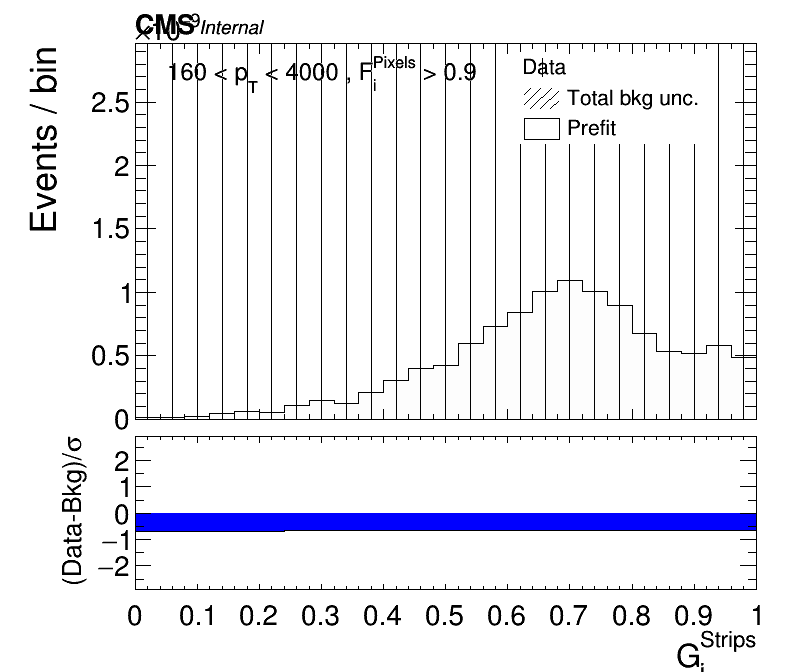 CMS Internal
×10⁻⁹
160 < p_T < 4000 , F_i^Pixels > 0.9
Data
Total bkg unc.
Prefit
Events / bin
2.5
2
1.5
1
0.5
0
(Data-Bkg)/σ
2
1
0
−1
−2
0 0.1 0.2 0.3 0.4 0.5 0.6 0.7 0.8 0.9 1
G_i^Strips